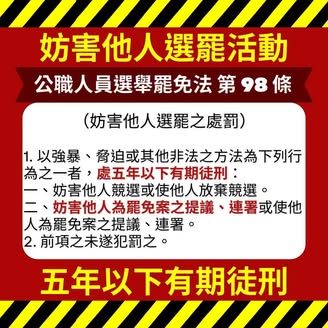 妨害他人選罷活動
公職人員選舉罷免法 第 98 條
（妨害他人選罷之處罰）
1. 以強暴、脅迫或其他非法之方法為下列行
為之一者，處五年以下有期徒刑：
一、妨害他人競選或使他人放棄競選。
二、妨害他人為罷免案之提議、連署或使他
人為罷免案之提議、連署。
2. 前項之未遂犯罰之。
五年以下有期徒刑